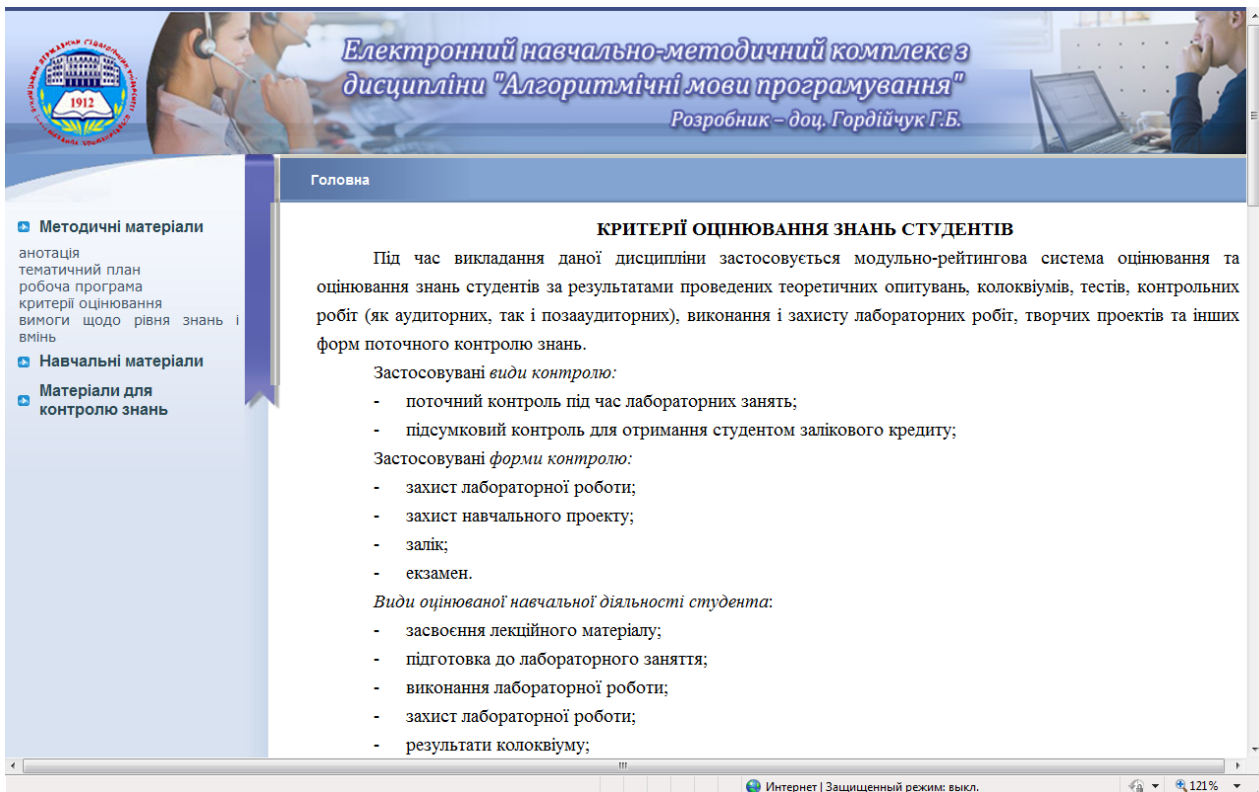 Електронний навчально-методичний комплекс з
дисципліни "Алгоритмічні мови програмування"
Розробник – доц. Гордійчук Г.Б.
1912
Головна
Методичні матеріали
анотація
тематичний план
робоча програма
критерії оцінювання
вимоги щодо рівня знань і
вмінь
Навчальні матеріали
Матеріали для
контролю знань
КРИТЕРІЇ ОЦІНЮВАННЯ ЗНАНЬ СТУДЕНТІВ
Під час викладання даної дисципліни застосовується модульно-рейтингова система оцінювання та
оцінювання знань студентів за результатами проведених теоретичних опитувань, колоквіумів, тестів, контрольних
робіт (як аудиторних, так і позааудиторних), виконання і захисту лабораторних робіт, творчих проектів та інших
форм поточного контролю знань.
Застосовувані види контролю:
- поточний контроль під час лабораторних занять;
- підсумковий контроль для отримання студентом залікового кредиту;
Застосовувані форми контролю:
- захист лабораторної роботи;
- захист навчального проекту;
- залік;
- екзамен.
Види оцінюваної навчальної діяльності студента:
- засвоєння лекційного матеріалу;
- підготовка до лабораторного заняття;
- виконання лабораторної роботи;
- захист лабораторної роботи;
- результати колоквіуму;
Интернет | Защищенный режим: выкл.
121%